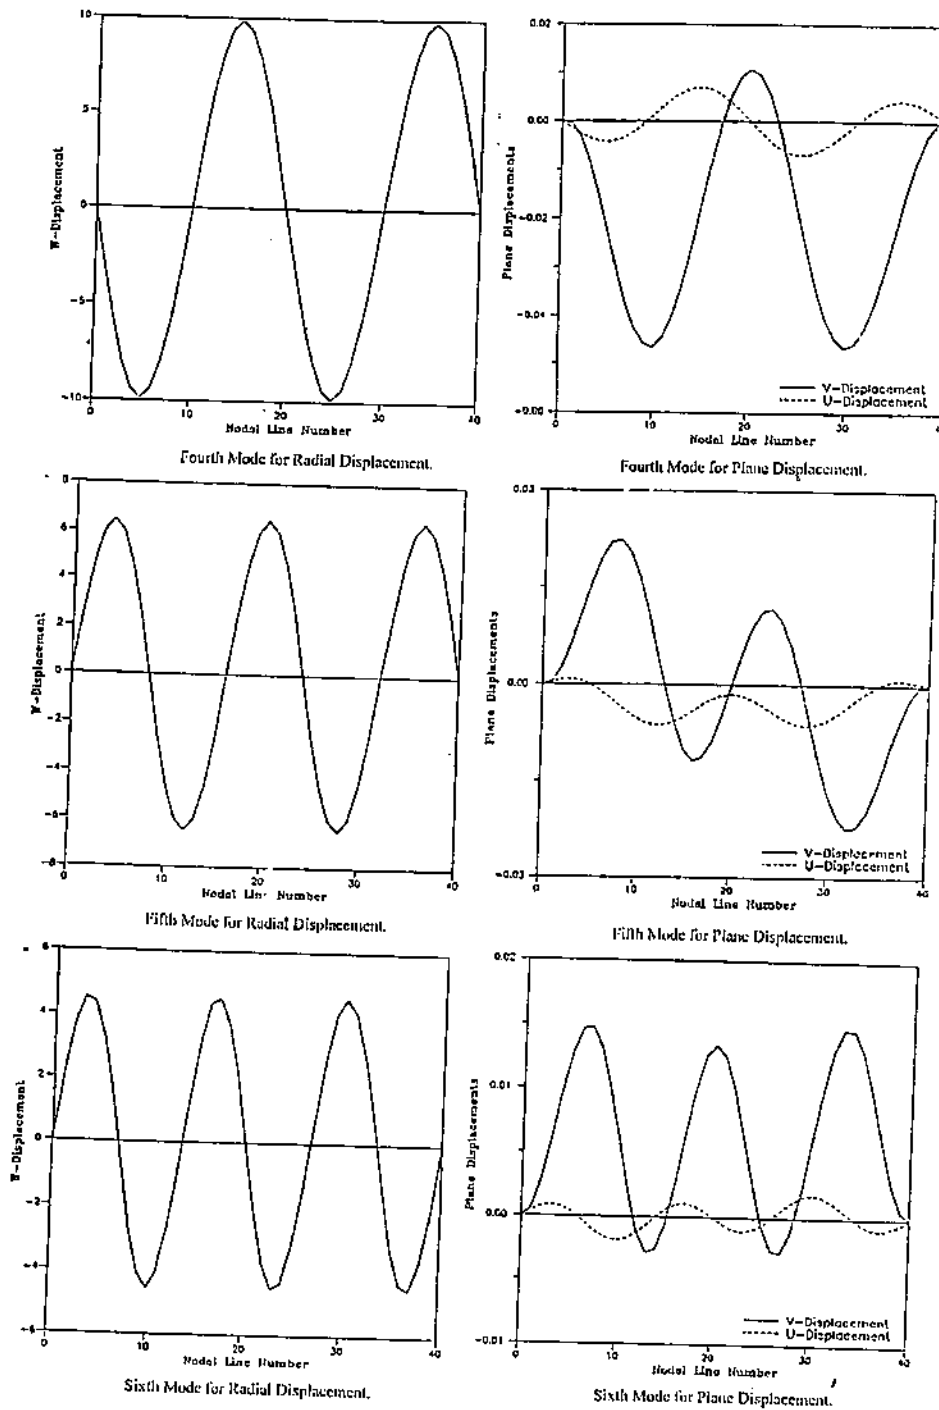 10
5
0
-5
-10
W-Displacement
0 10 20 30 40
Nodal Line Number
Fourth Mode for Radial Displacement.
0.02
0.00
-0.02
-0.04
-0.06
Plane Displacements
V-Displacement
U-Displacement
0 10 20 30 40
Nodal Line Number
Fourth Mode for Plane Displacement.
8
6
4
2
0
-2
-4
-6
-8
W-Displacement
0 10 20 30 40
Nodal Line Number
Fifth Mode for Radial Displacement.
0.03
0.00
-0.03
Plane Displacements
V-Displacement
U-Displacement
0 10 20 30 40
Nodal Line Number
Fifth Mode for Plane Displacement.
6
4
2
0
-2
-4
-6
W-Displacement
0 10 20 30 40
Nodal Line Number
Sixth Mode for Radial Displacement.
0.02
0.01
0.00
-0.01
Plane Displacements
V-Displacement
U-Displacement
0 10 20 30 40
Nodal Line Number
Sixth Mode for Plane Displacement.